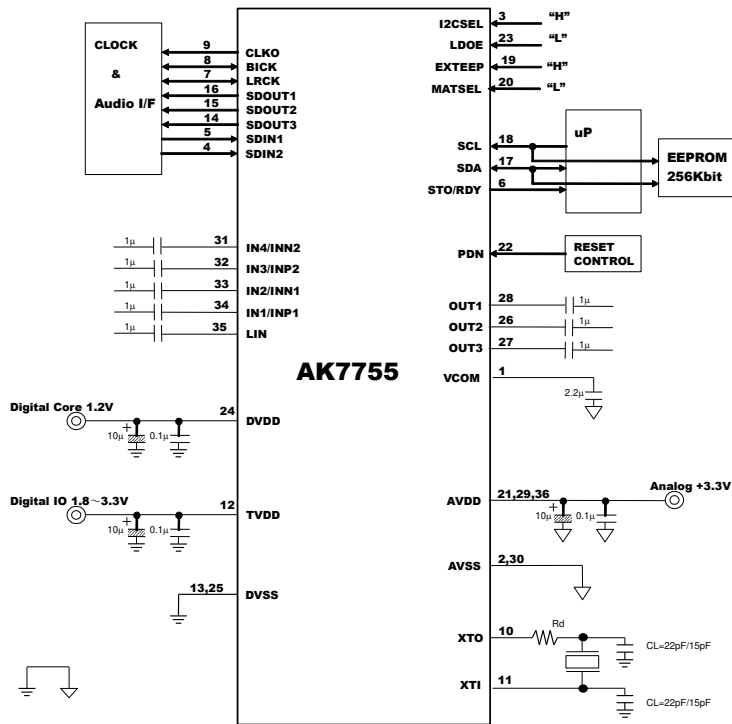 CLOCK
&
Audio I/F
9 CLKO
8 BICK
7 LRCK
16 SDOUT1
15 SDOUT2
14 SDOUT3
5 SDIN1
4 SDIN2
I2CSEL 3 “H”
LDOE 23 “L”
EXTEEP 19 “H”
MATSEL 20 “L”
SCL 18
SDA 17
STO/RDY 6
uP
EEPROM
256Kbit
PDN 22
RESET
CONTROL
1µ 31 IN4/INN2
1µ 32 IN3/INP2
1µ 33 IN2/INN1
1µ 34 IN1/INP1
1µ 35 LIN
OUT1 28 1µ
OUT2 26 1µ
OUT3 27 1µ
AK7755
VCOM 1
2.2µ
Digital Core 1.2V
24 DVDD
+
10µ 0.1µ
Digital IO 1.8～3.3V
12 TVDD
+
10µ 0.1µ
13,25 DVSS
Analog +3.3V
AVDD 21,29,36
+
10µ 0.1µ
AVSS 2,30
XTO 10 Rd
CL=22pF/15pF
XTI 11
CL=22pF/15pF